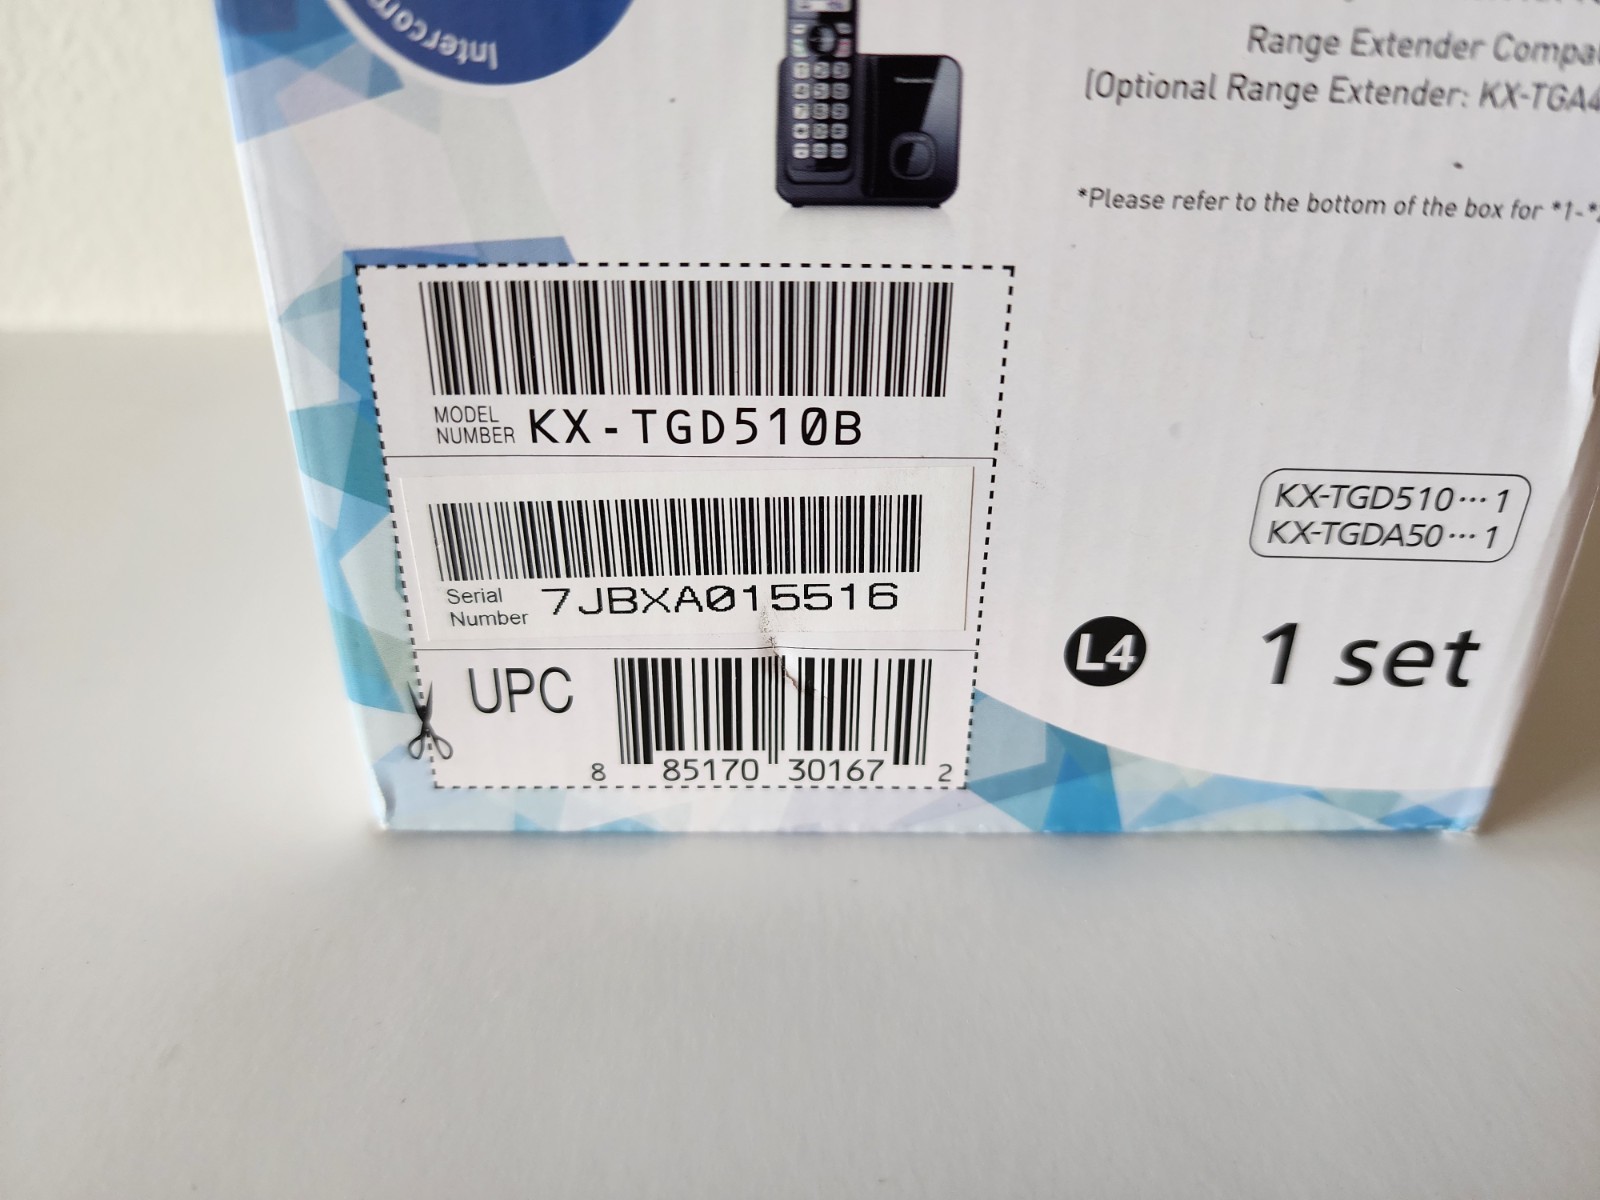 Intercom
Range Extender Compa
(Optional Range Extender: KX-TGA4
*Please refer to the bottom of the box for *1-*
MODEL
NUMBER KX-TGD510B
Serial
Number 7JBXA015516
UPC
8 85170 30167 2
KX-TGD510··· 1
KX-TGDA50··· 1
L4
1 set